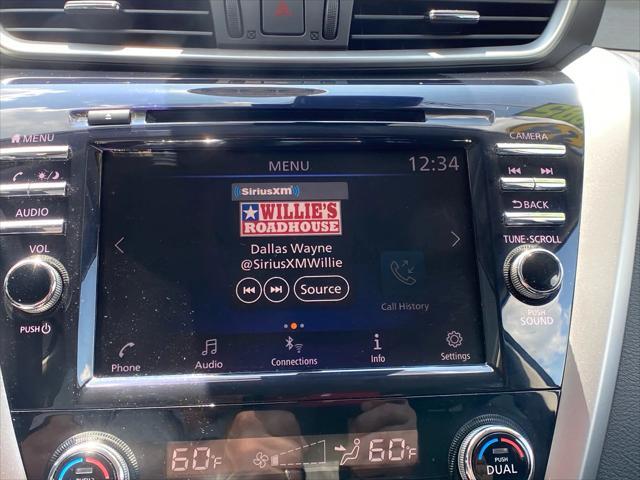 MENU
CAMERA
MENU
12:34
SiriusXM
WILLIE'S
ROADHOUSE
AUDIO
BACK
Dallas Wayne
@SiriusXMWillie
VOL
TUNE·SCROLL
Source
Call History
PUSH
PUSH
SOUND
Phone
Audio
Connections
Info
Settings
60°F
60°F
PUSH
DUAL